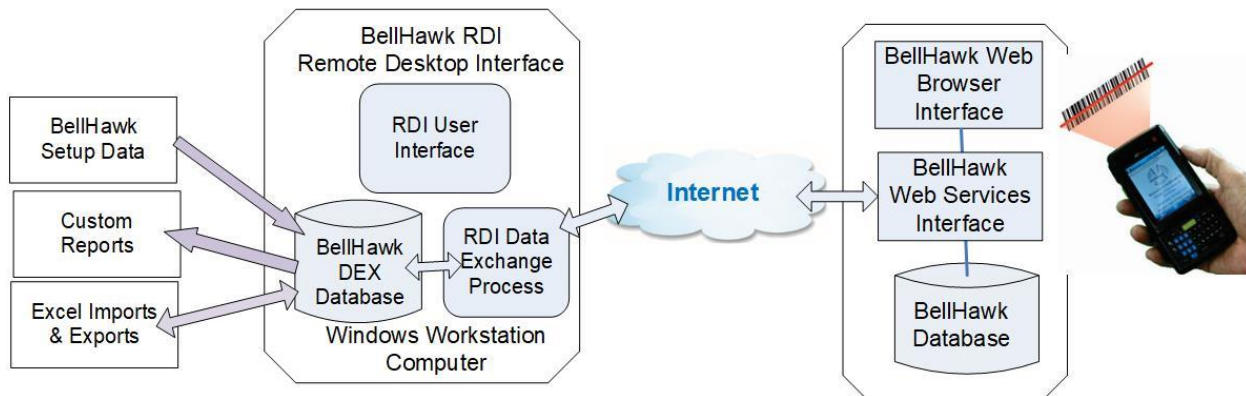 BellHawk RDI
Remote Desktop Interface
RDI User
Interface
BellHawk
Setup Data
Custom
Reports
Excel Imports
& Exports
BellHawk
DEX
Database
RDI Data
Exchange
Process
Windows Workstation
Computer
Internet
BellHawk Web
Browser
Interface
BellHawk
Web Services
Interface
BellHawk
Database